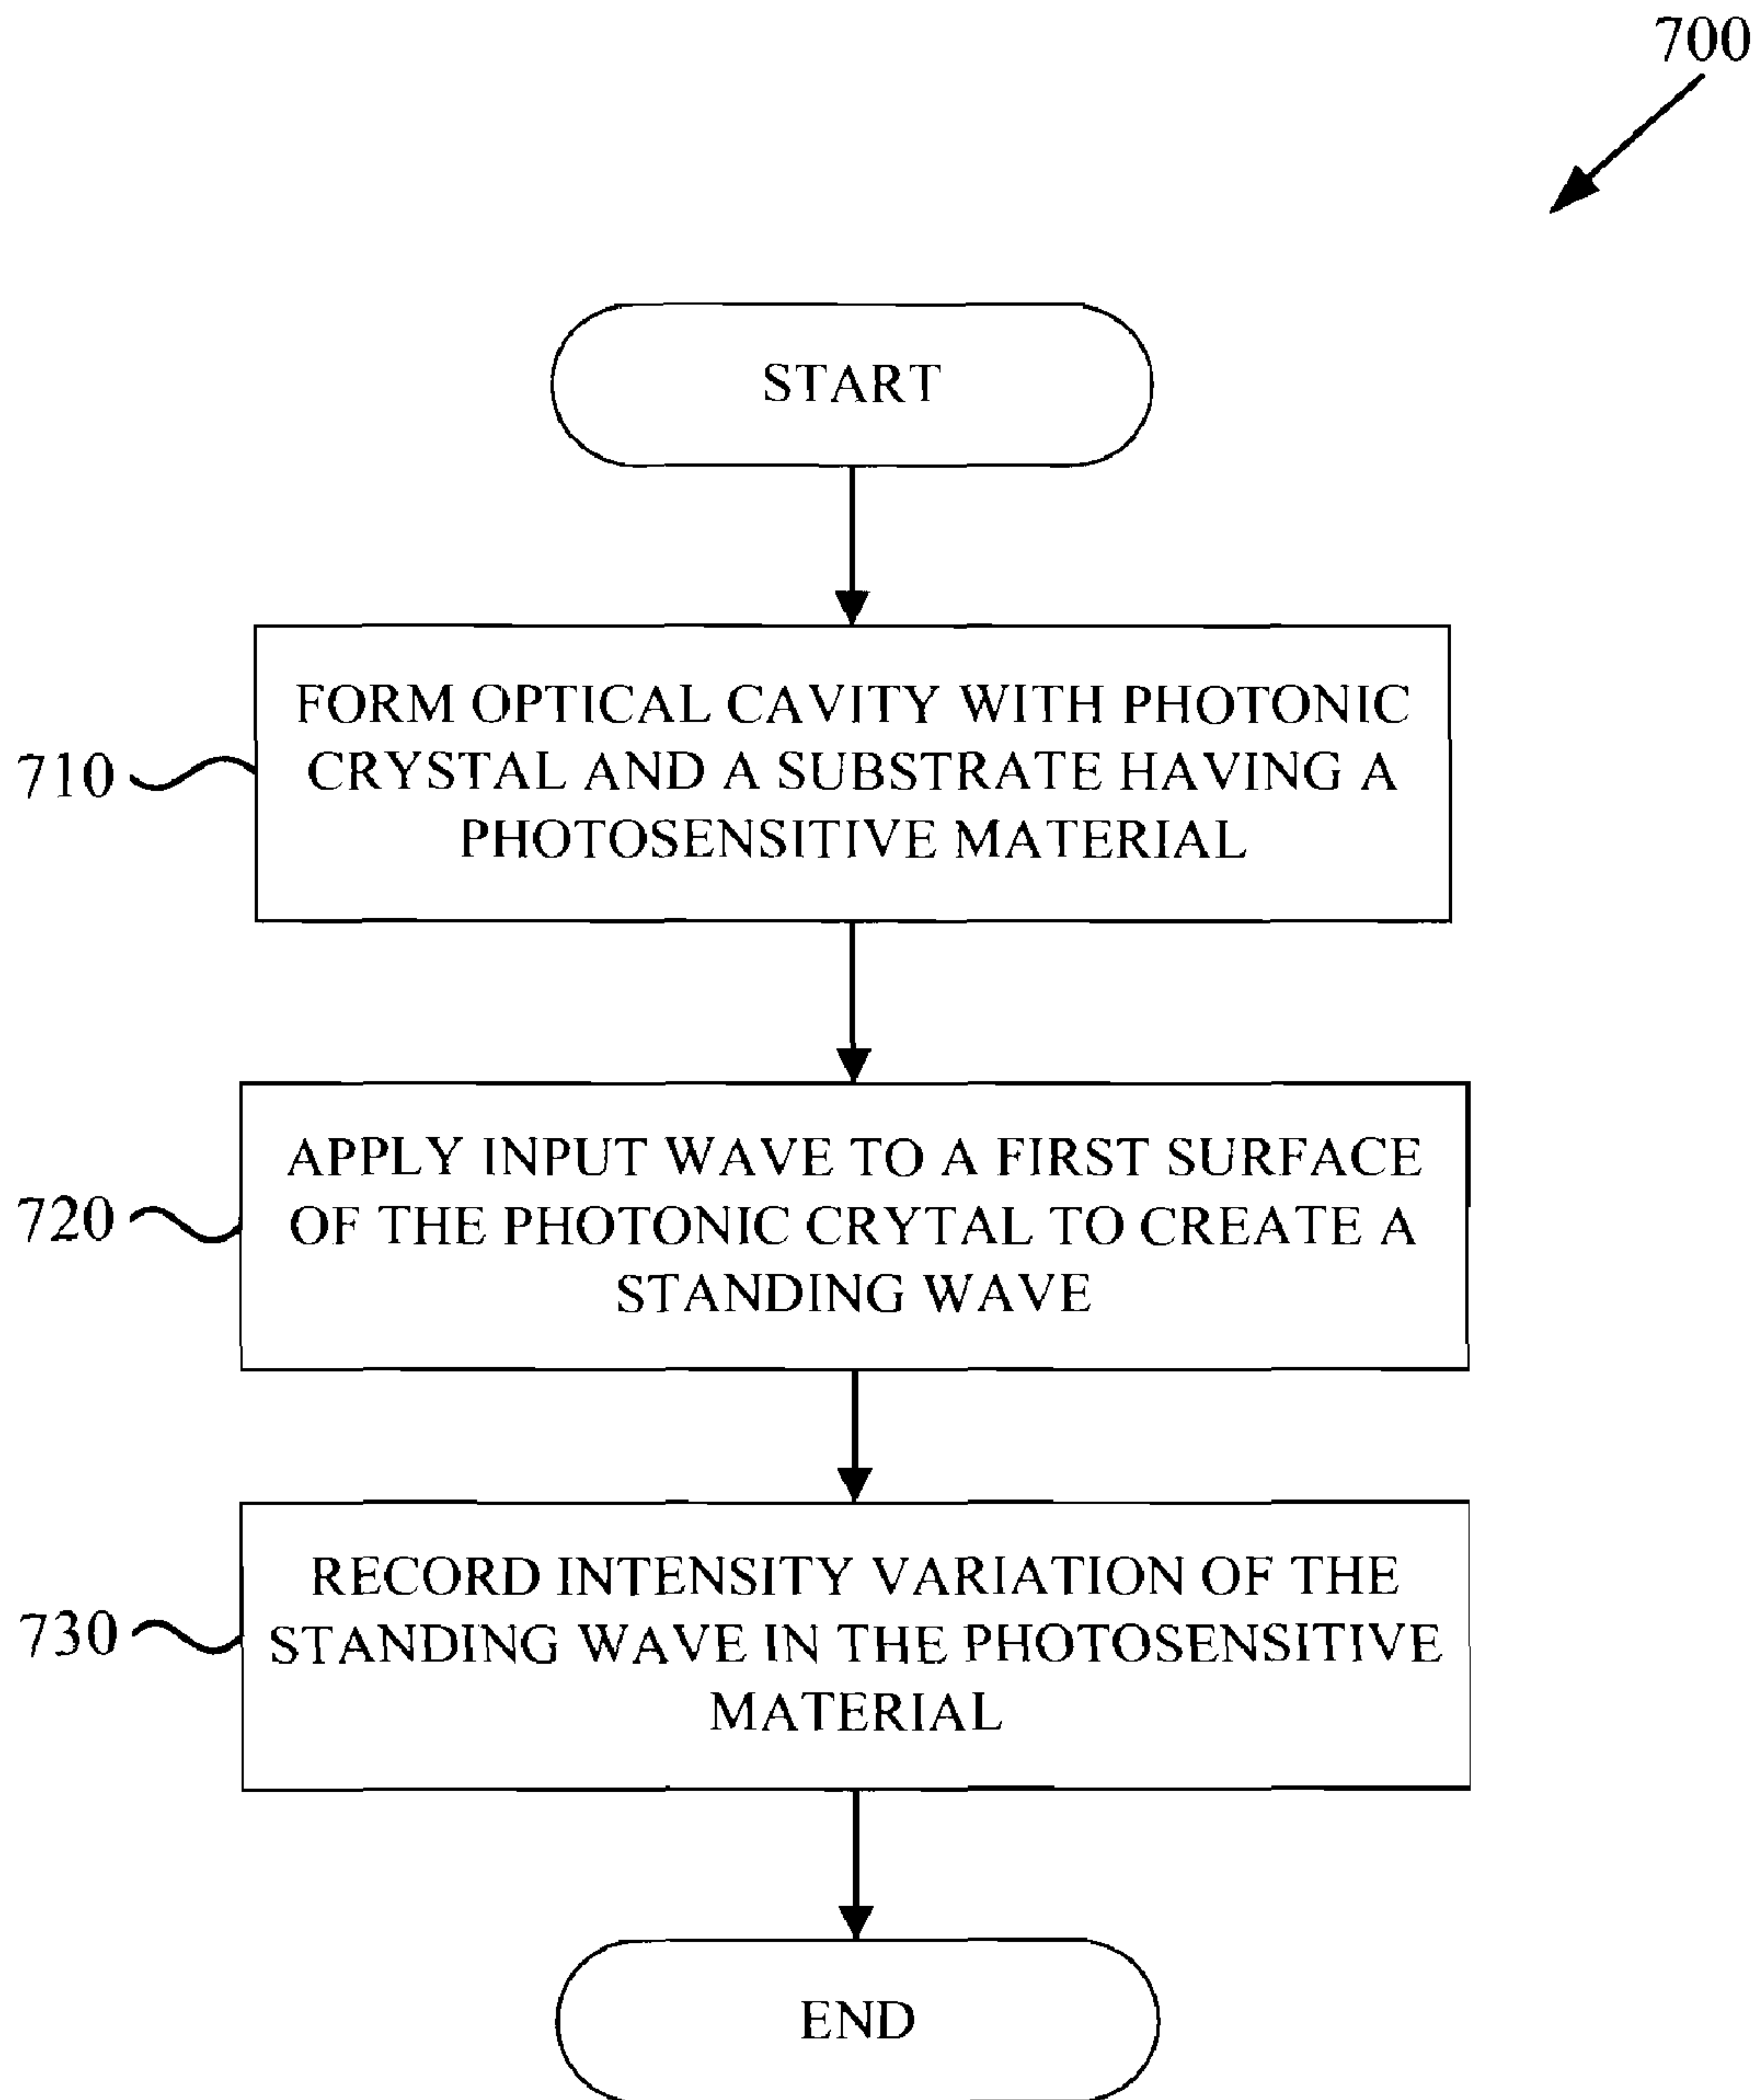 700
START
710
FORM OPTICAL CAVITY WITH PHOTONIC
CRYSTAL AND A SUBSTRATE HAVING A
PHOTOSENSITIVE MATERIAL
720
APPLY INPUT WAVE TO A FIRST SURFACE
OF THE PHOTONIC CRYTAL TO CREATE A
STANDING WAVE
730
RECORD INTENSITY VARIATION OF THE
STANDING WAVE IN THE PHOTOSENSITIVE
MATERIAL
END